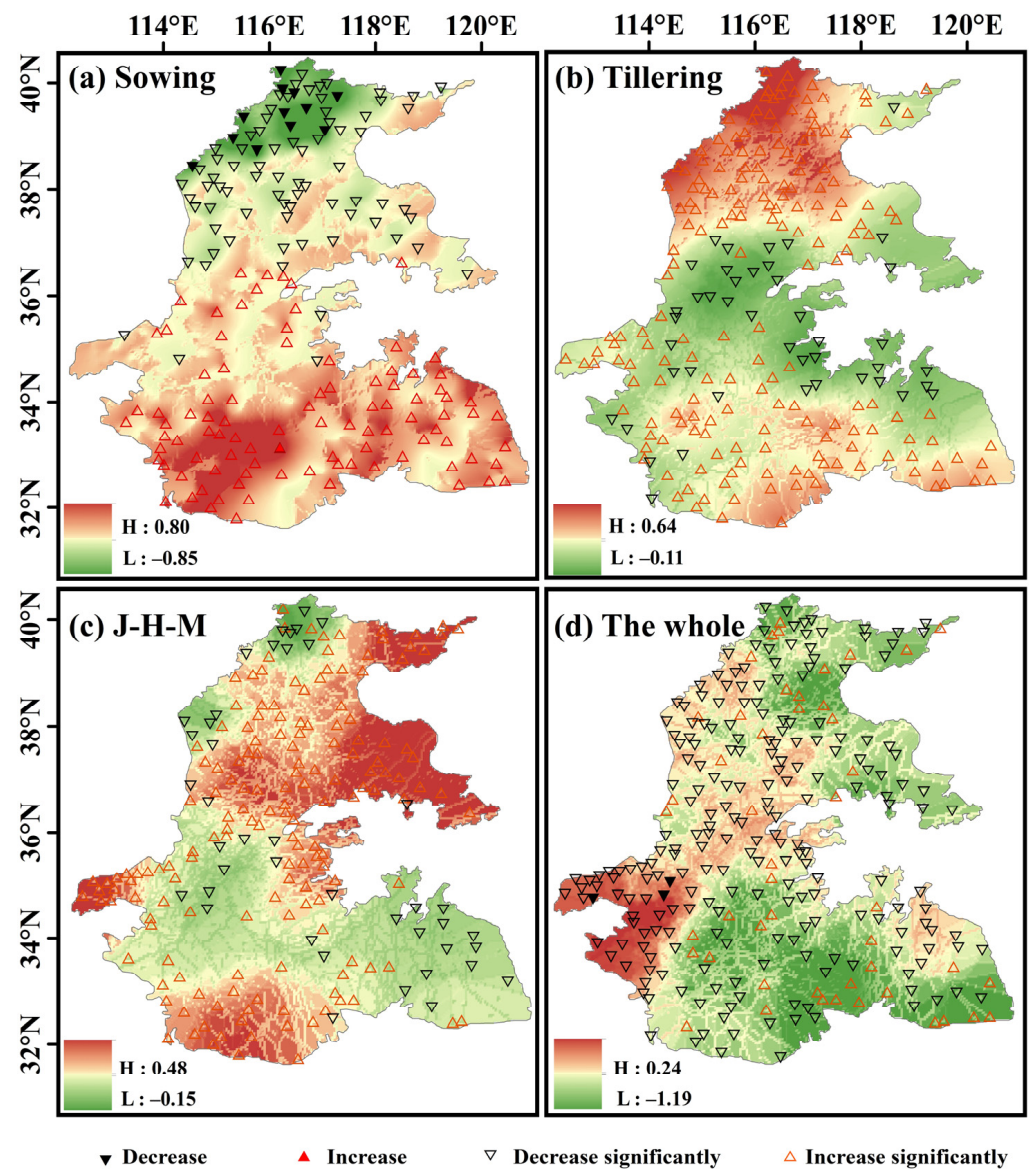 114°E 116°E 118°E 120°E 114°E 116°E 118°E 120°E
40°N
38°N
36°N
34°N
32°N
(a) Sowing
H : 0.80
L : –0.85
(b) Tillering
H : 0.64
L : –0.11
40°N
38°N
36°N
34°N
32°N
(c) J-H-M
H : 0.48
L : –0.15
(d) The whole
H : 0.24
L : –1.19
Decrease Increase Decrease significantly Increase significantly